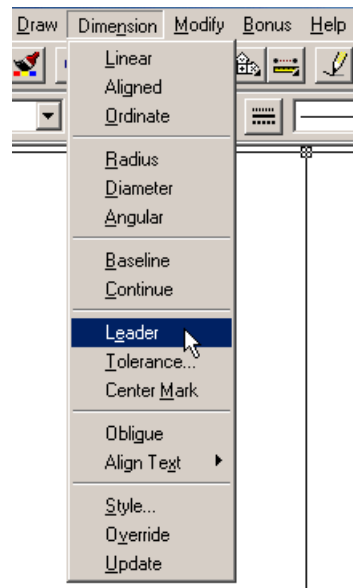 Draw Dimension Modify Bonus Help
Linear
Aligned
Ordinate
Radius
Diameter
Angular
Baseline
Continue
Leader
Tolerance...
Center Mark
Obligue
Align Text
Style...
Override
Update